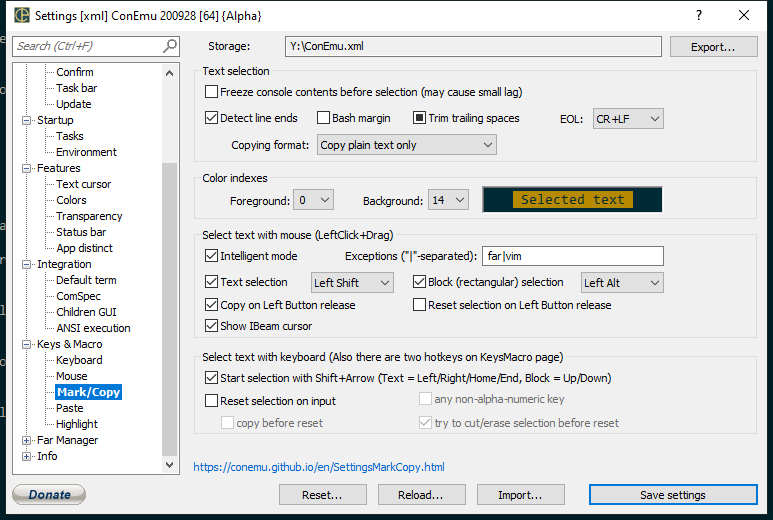 Settings [xml] ConEmu 200928 [64] {Alpha}
Search (Ctrl+F)
Storage:
Y:\ConEmu.xml
Export...
Confirm
Task bar
Update
Startup
Tasks
Environment
Features
Text cursor
Colors
Transparency
Status bar
App distinct
Integration
Default term
ComSpec
Children GUI
ANSI execution
Keys & Macro
Keyboard
Mouse
Mark/Copy
Paste
Highlight
Far Manager
Info
Text selection
Freeze console contents before selection (may cause small lag)
Detect line ends
Bash margin
Trim trailing spaces
EOL:
CR+LF
Copying format:
Copy plain text only
Color indexes
Foreground:
0
Background:
14
Selected text
Select text with mouse (LeftClick+Drag)
Intelligent mode
Exceptions ("|"-separated):
far|vim
Text selection
Left Shift
Block (rectangular) selection
Left Alt
Copy on Left Button release
Reset selection on Left Button release
Show IBeam cursor
Select text with keyboard (Also there are two hotkeys on KeysMacro page)
Start selection with Shift+Arrow (Text = Left/Right/Home/End, Block = Up/Down)
Reset selection on input
any non-alpha-numeric key
copy before reset
try to cut/erase selection before reset
https://conemu.github.io/en/SettingsMarkCopy.html
Donate
Reset...
Reload...
Import...
Save settings